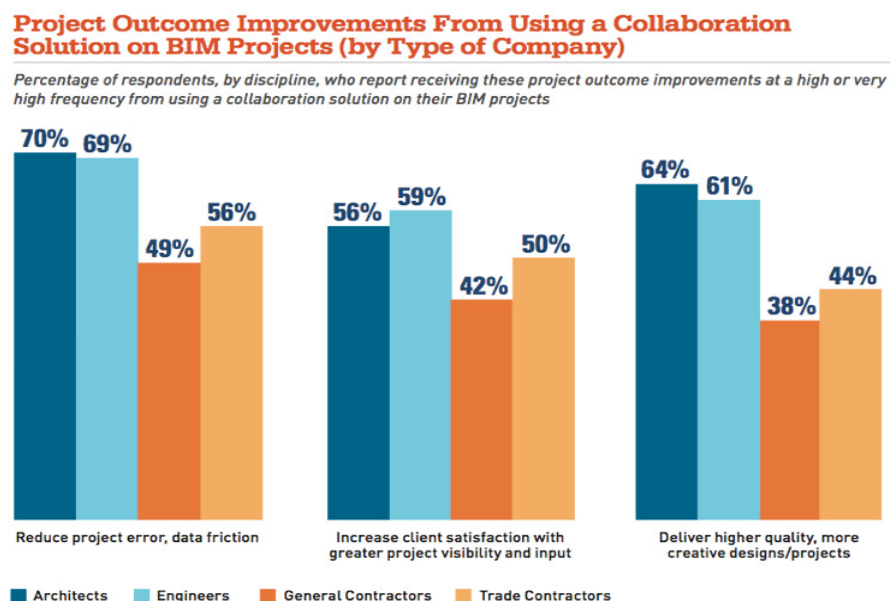 Project Outcome Improvements From Using a Collaboration
Solution on BIM Projects (by Type of Company)
Percentage of respondents, by discipline, who report receiving these project outcome improvements at a high or very
high frequency from using a collaboration solution on their BIM projects
70%
69%
49%
56%
Reduce project error, data friction
56%
59%
42%
50%
Increase client satisfaction with
greater project visibility and input
64%
61%
38%
44%
Deliver higher quality, more
creative designs/projects
Architects
Engineers
General Contractors
Trade Contractors